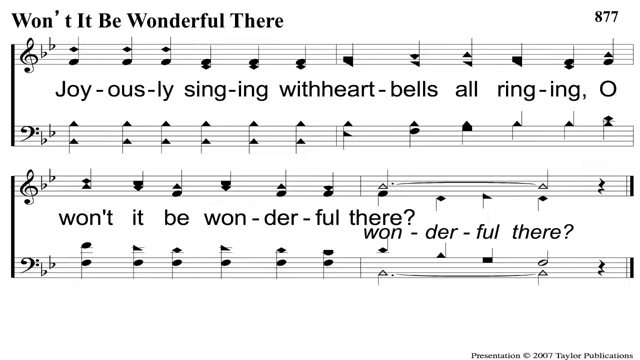 Won't It Be Wonderful There
877
Joy-ous-ly sing-ing withheart-bells all ring-ing, O
won't it be won-der-ful there?
won-der-ful there?
Presentation © 2007 Taylor Publications